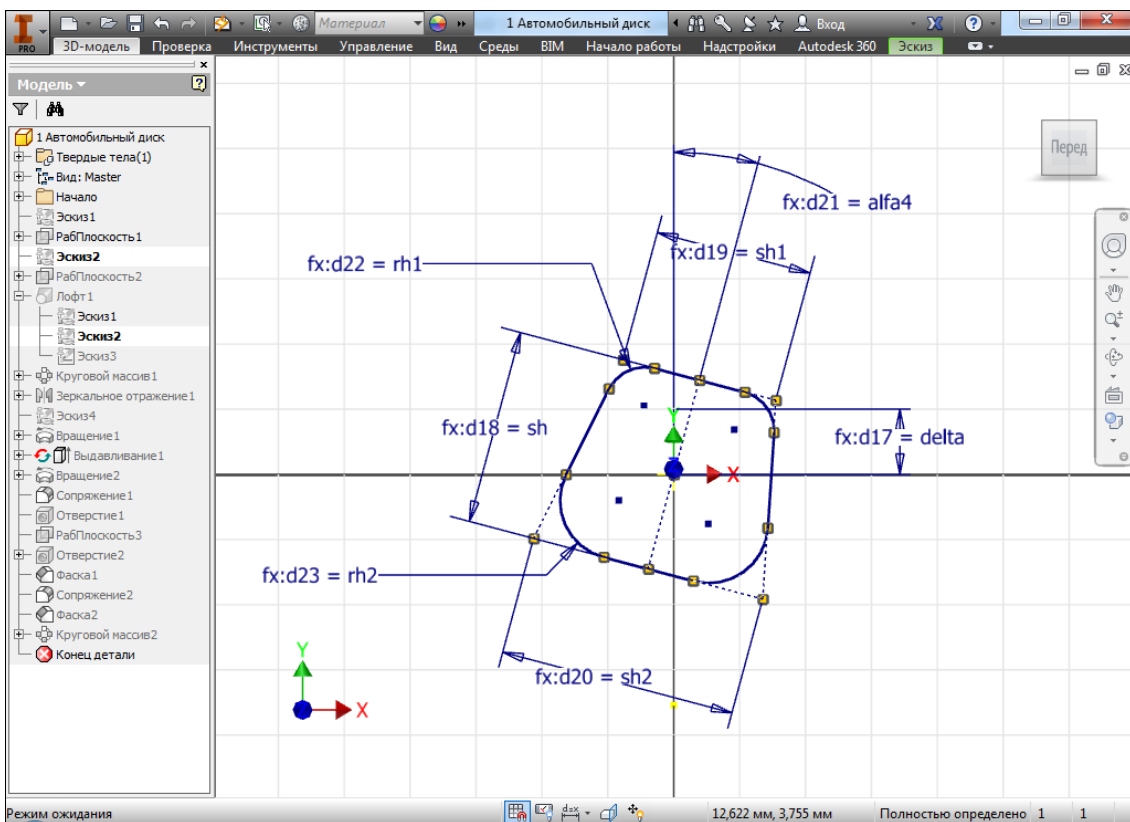 PRO
Материал
1 Автомобильный диск
Вход
3D-модель Проверка Инструменты Управление Вид Среды BIM Начало работы Надстройки Autodesk 360 Эскиз
Модель
1 Автомобильный диск
Твердые тела(1)
Вид: Master
Начало
Эскиз1
РабПлоскость1
Эскиз2
РабПлоскость2
Лофт1
Эскиз1
Эскиз2
Эскиз3
Круговой массив1
Зеркальное отражение1
Эскиз4
Вращение1
Выдавливание1
Вращение2
Сопряжение1
Отверстие1
РабПлоскость3
Отверстие2
Фаска1
Сопряжение2
Фаска2
Круговой массив2
Конец детали
Перед
fx:d21 = alfa4
fx:d19 = sh1
fx:d22 = rh1
fx:d18 = sh
Y
fx:d17 = delta
X
fx:d23 = rh2
fx:d20 = sh2
Y
X
Режим ожидания
12,622 мм, 3,755 мм
Полностью определено 1 1